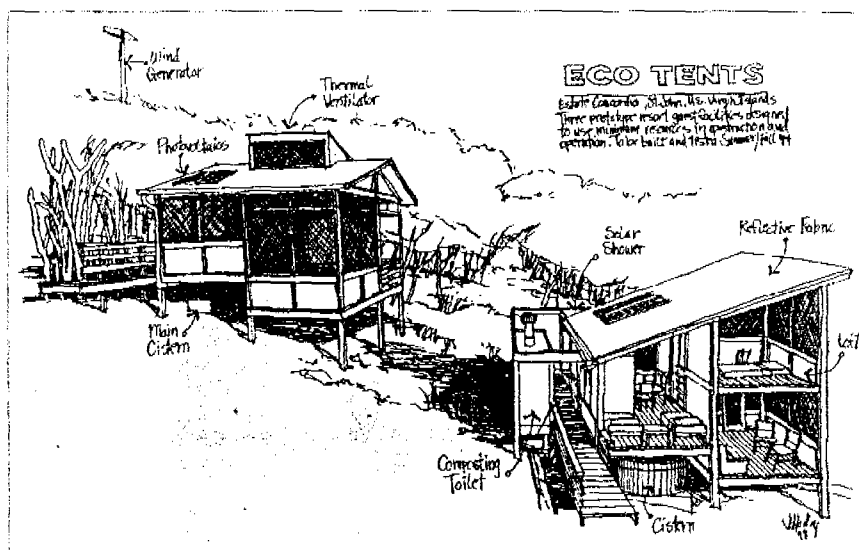 ECO TENTS
Estate Concordia, St. John, U.S. Virgin Islands
Three prototype resort guest facilities designed
to use minimum resources in construction and
operation. To be built and tested Summer/Fall 94
Wind
Generator
Thermal
Ventilator
Photovoltaics
Solar
Shower
Reflective Fabric
Loft
Main
Cistern
Composting
Toilet
Cistern